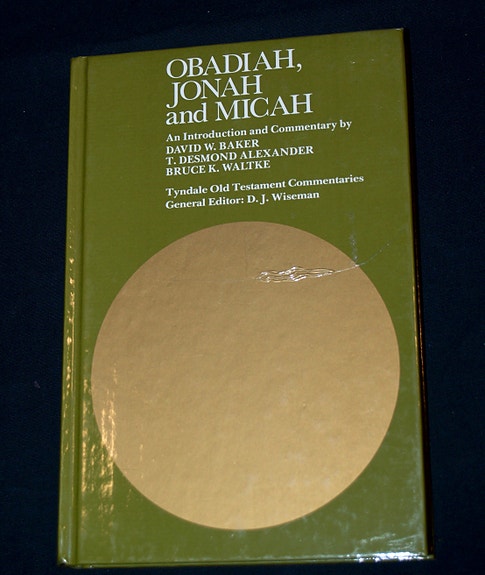 OBADIAH,
JONAH
and MICAH
An Introduction and Commentary by
DAVID W. BAKER
T. DESMOND ALEXANDER
BRUCE K. WALTKE
Tyndale Old Testament Commentaries
General Editor: D. J. Wiseman